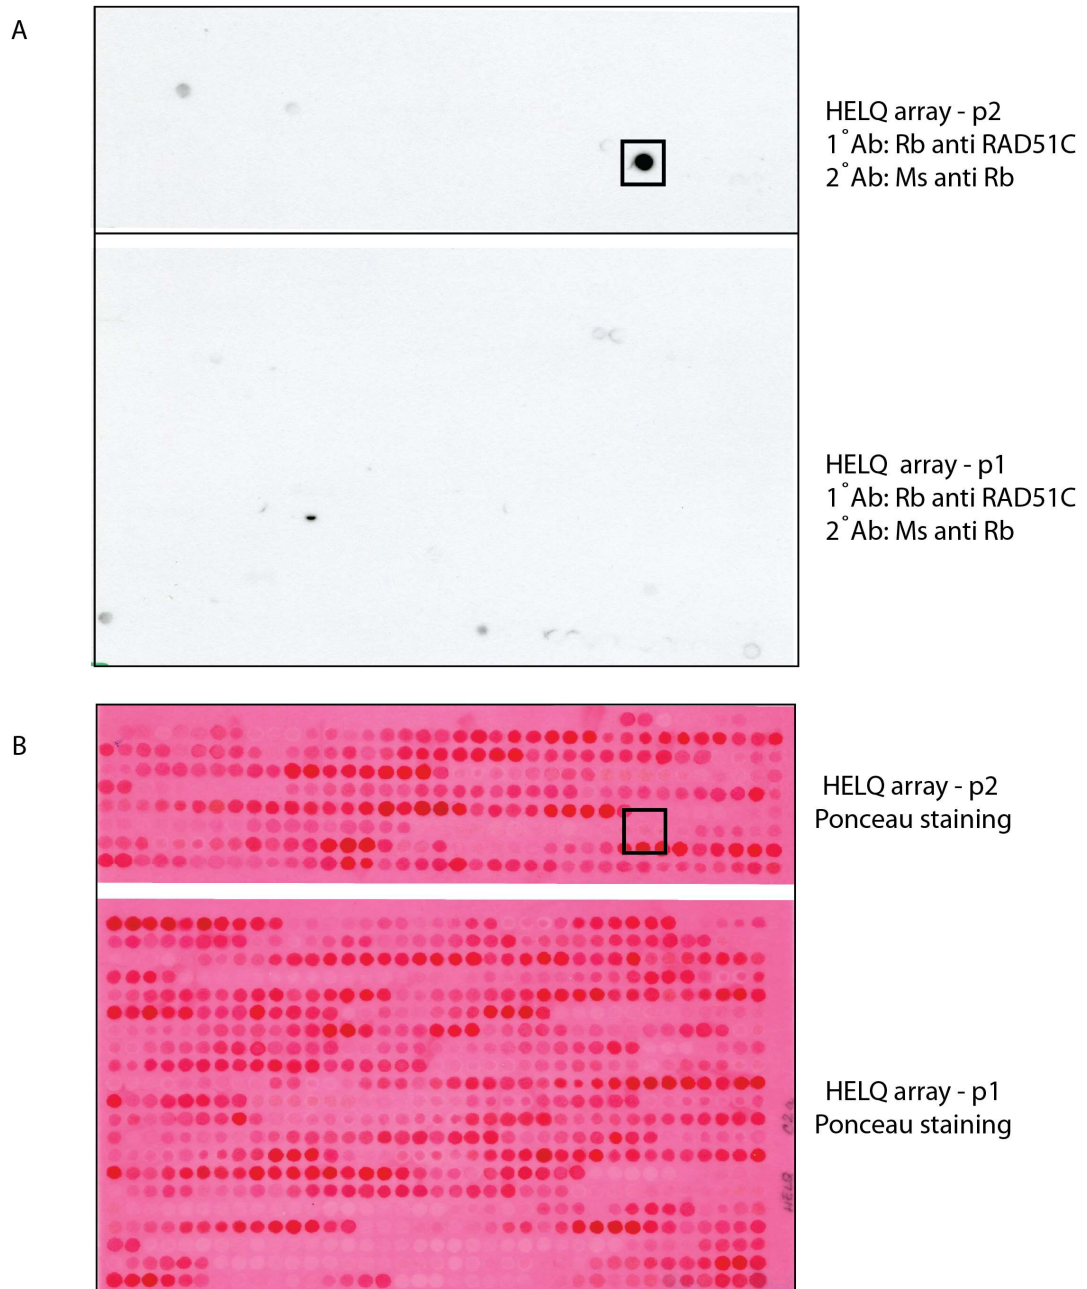 A
HELQ array - p2
1°Ab: Rb anti RAD51C
2°Ab: Ms anti Rb
HELQ  array - p1
1°Ab: Rb anti RAD51C
2°Ab: Ms anti Rb
B
HELQ array - p2
Ponceau staining
HELQ array - p1
Ponceau staining
HELQ